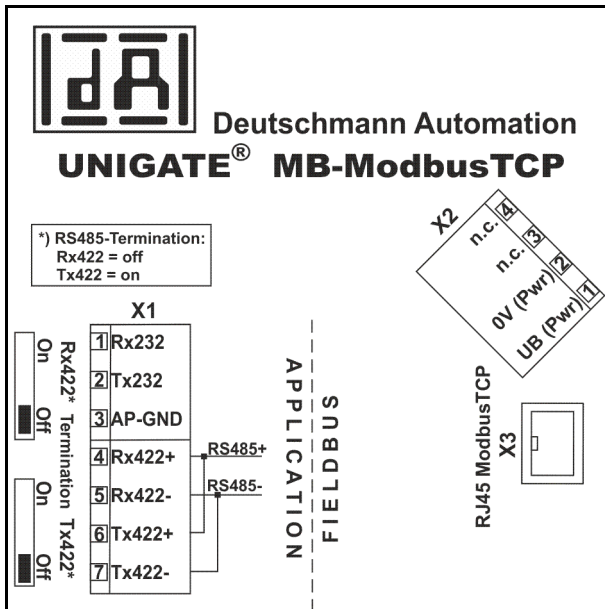 dA
Deutschmann Automation
UNIGATE® MB-ModbusTCP
*) RS485-Termination:
Rx422 = off
Tx422 = on
X1
1 Rx232
2 Tx232
3 AP-GND
4 Rx422+
5 Rx422-
6 Tx422+
7 Tx422-
RS485+
RS485-
Rx422* Termination Tx422*
On
Off
On
Off
APPLICATION
FIELDBUS
X2
n.c. 4
n.c. 3
0V (Pwr) 2
UB (Pwr) 1
RJ45 ModbusTCP
X3